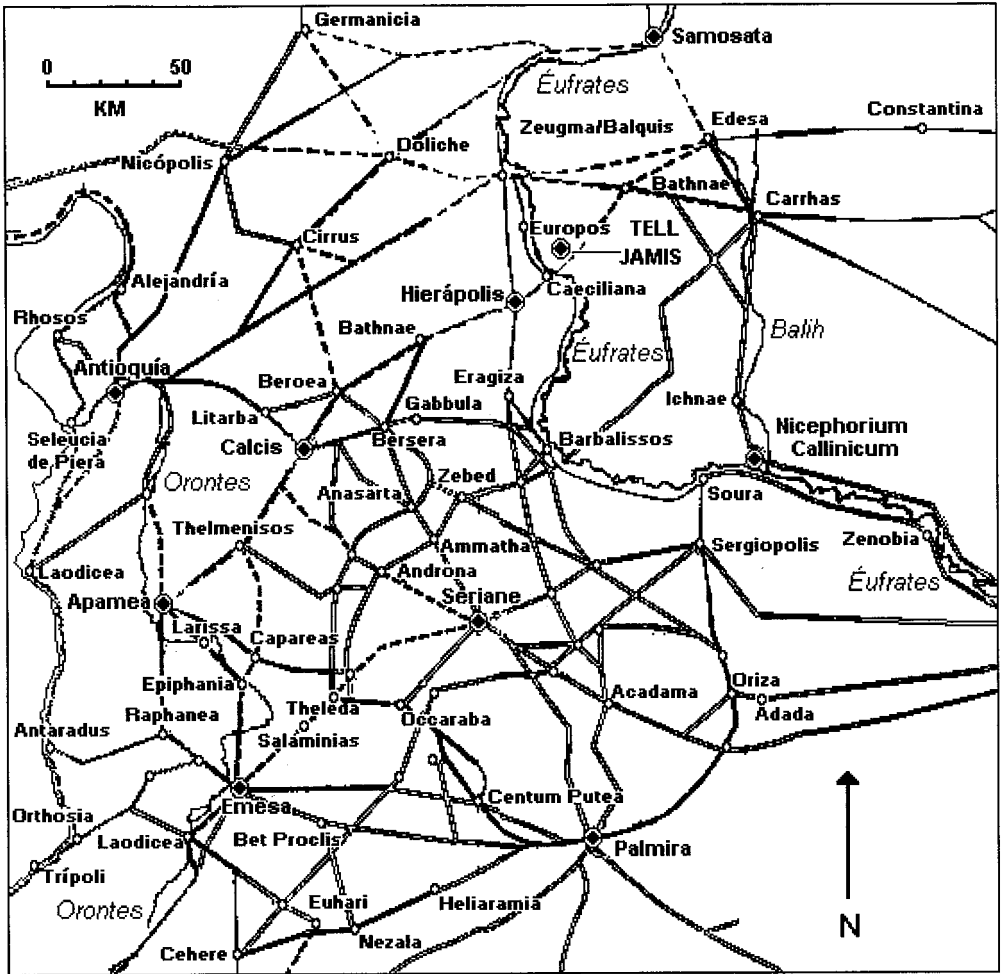 Germanicia
Samosata
0 50
KM
Éufrates
Constantina
Zeugma/Balquis
Edesa
Dóliche
Nicópolis
Bathnae
Carrhas
Europos
TELL
JAMIS
Cirrus
Alejandría
Caeciliana
Hierápolis
Rhosos
Bathnae
Balih
Éufrates
Antioquía
Beroea
Eragiza
Ichnae
Litarba
Gabbula
Nicephorium
Callinicum
Seleucia
de Pieria
Calcis
Bersera
Barbalissos
Orontes
Anasarta
Zebed
Soura
Thelmenisos
Ammatha
Sergiopolis
Zenobia
Laodicea
Androna
Éufrates
Apamea
Seriane
Larissa
Capareas
Epiphania
Oriza
Theleda
Acadama
Adada
Raphanea
Occaraba
Antaradus
Salaminias
Emesa
Centum Putea
Orthosia
Laodicea
Bet Proclis
Palmira
Trípoli
Orontes
Euhari
Heliaramia
N
Nezala
Cehere